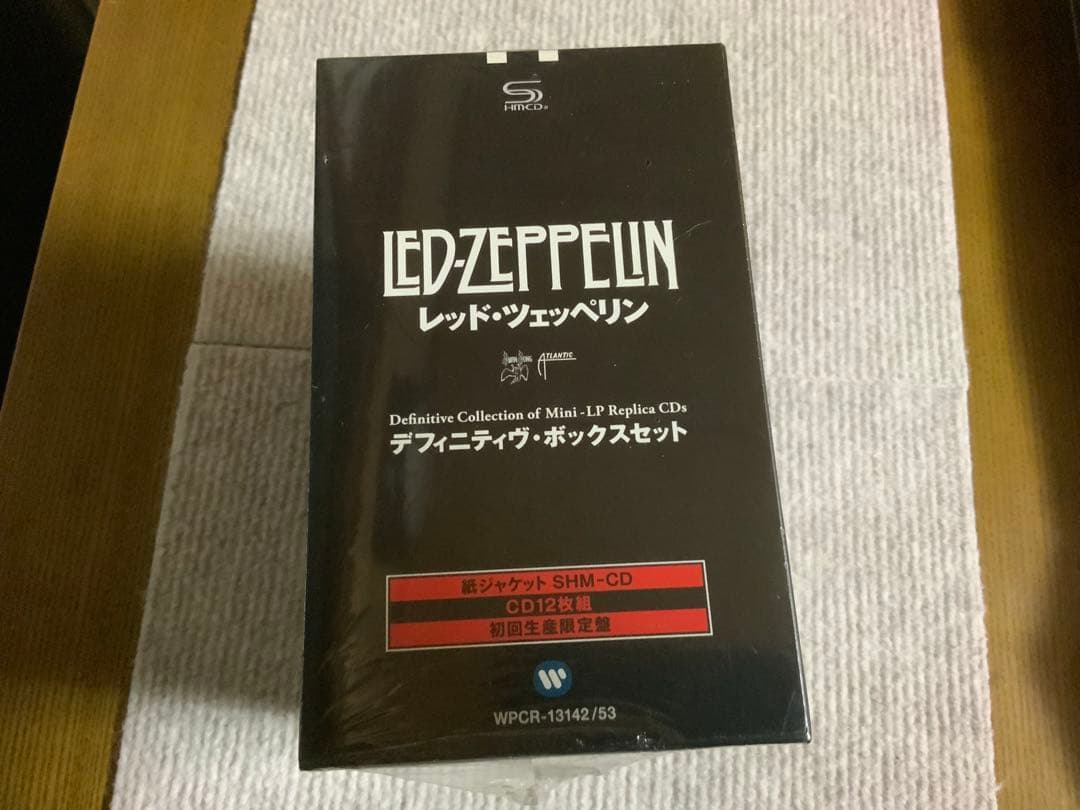 HMCD®
LED-ZEPPELIN
レッド・ツェッペリン
SWAN SONG ATLANTIC
Definitive Collection of Mini-LP Replica CDs
デフィニティヴ・ボックスセット
紙ジャケット SHM-CD
CD12枚組
初回生産限定盤
WPCR-13142/53